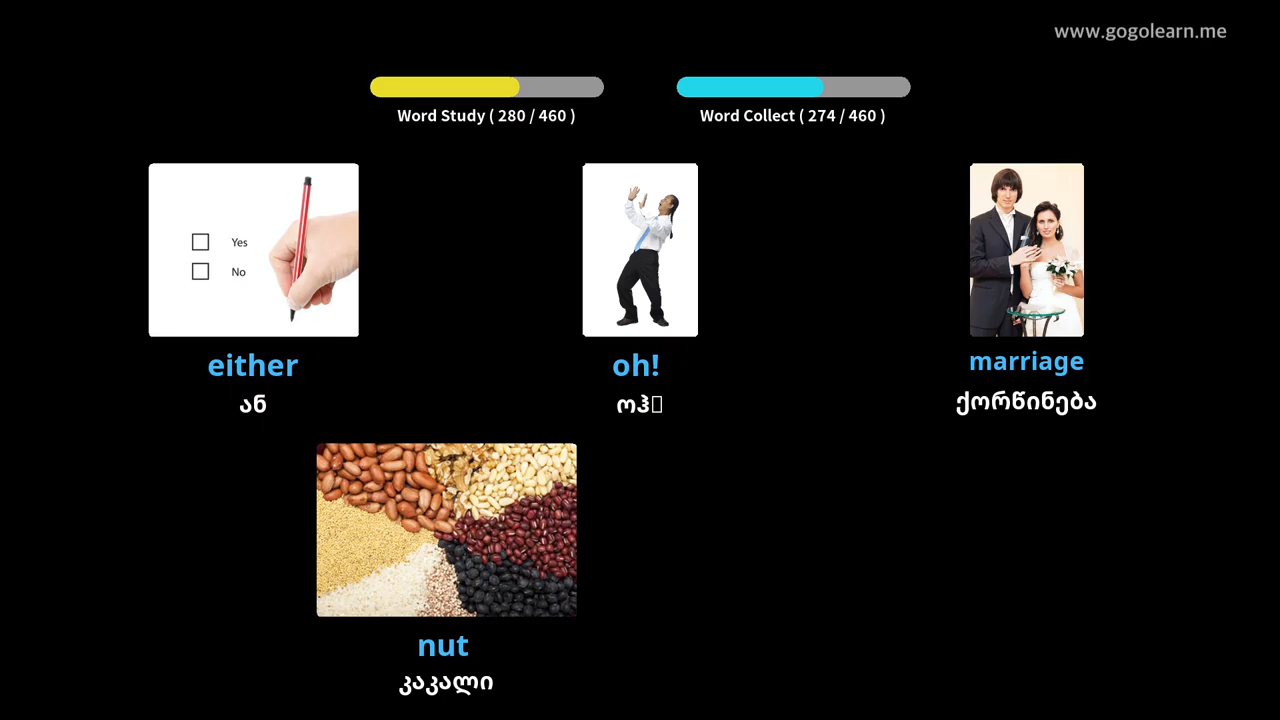 www.gogolearn.me
Word Study ( 280 / 460 )
Word Collect ( 274 / 460 )
Yes
No
either
ან
oh!
ოჰ
marriage
ქორწინება
nut
კაკალი